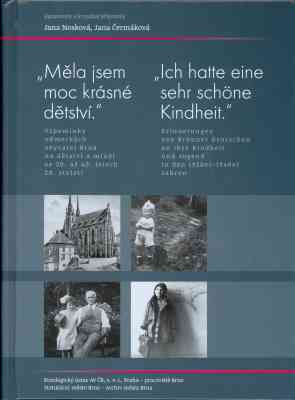 Jana Nosková, Jana Čermáková
„Měla jsem
moc krásné
dětství.“
„Ich hatte eine
sehr schöne
Kindheit.“
Vzpomínky
německých
obyvatel Brna
na dětství a mládí
ve 20. až 40. letech
20. století
Erinnerungen
von Brünner Deutschen
an ihre Kindheit
und Jugend
in den 1920er–1940er
Jahren
Etnologický ústav AV ČR, v. v. i., Praha – pracoviště Brno
Statutární město Brno – Archiv města Brna